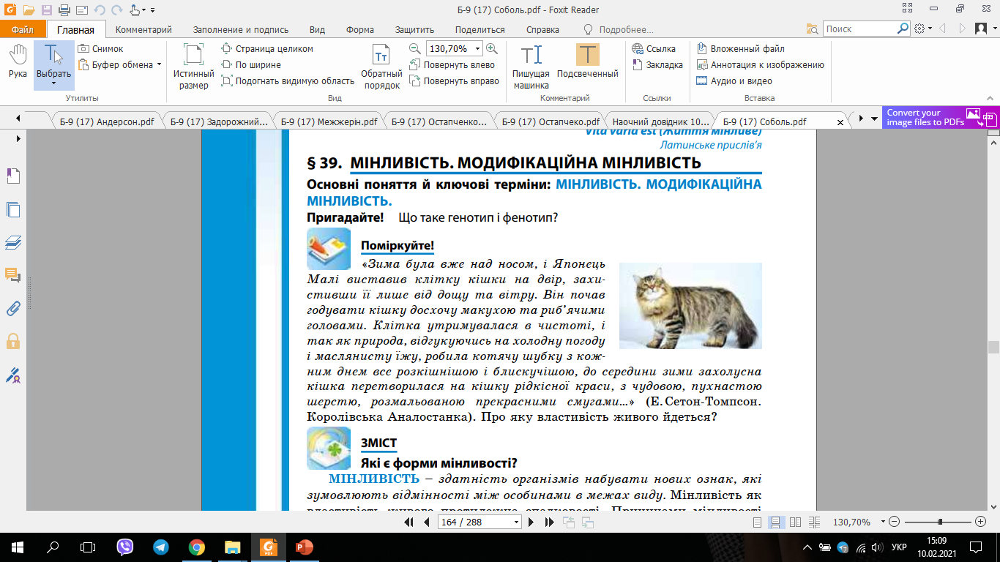 Б-9 (17) Соболь.pdf - Foxit Reader
Файл Главная Комментарий Заполнение и подпись Вид Форма Защитить Поделиться Справка Подробнее... Поиск
Рука
Выбрать
Снимок
Буфер обмена
Утилиты
Истинный размер
Страница целиком
По ширине
Подогнать видимую область
Обратный порядок
130,70%
Повернуть влево
Повернуть вправо
Вид
Пишущая машинка
Подсвеченный
Комментарий
Ссылка
Закладка
Ссылки
Вложенный файл
Аннотация к изображению
Аудио и видео
Вставка
Б-9 (17) Андерсон.pdf Б-9 (17) Задорожний... Б-9 (17) Межжерін.pdf Б-9 (17) Остапченко... Б-9 (17) Остапчеко.pdf Наочний довідник 10... Б-9 (17) Соболь.pdf
Convert your
image files to PDFs
PDF
Vita varia est (Життя мінливе)
Латинське прислів'я
§ 39. МІНЛИВІСТЬ. МОДИФІКАЦІЙНА МІНЛИВІСТЬ
Основні поняття й ключові терміни: МІНЛИВІСТЬ. МОДИФІКАЦІЙНА
МІНЛИВІСТЬ.
Пригадайте! Що таке генотип і фенотип?
Поміркуйте!
«Зима була вже над носом, і Японець
Малі виставив клітку кішки на двір, захи-
стивши її лише від дощу та вітру. Він почав
годувати кішку досхочу макухою та риб'ячими
головами. Клітка утримувалася в чистоті, і
так як природа, відгукуючись на холодну погоду
і маслянисту їжу, робила котячу шубку з кож-
ним днем все розкішнішою і блискучішою, до середини зими захолусна
кішка перетворилася на кішку рідкісної краси, з чудовою, пухнастою
шерстю, розмальованою прекрасними смугами...» (Е. Сетон-Томпсон.
Королівська Аналостанка). Про яку властивість живого йдеться?
ЗМІСТ
Які є форми мінливості?
МІНЛИВІСТЬ – здатність організмів набувати нових ознак, які
зумовлюють відмінності між особинами в межах виду. Мінливість як
властивість живого протилежна спадковості. Причинами мінливості
164 / 288
130,70%
УКР
15:09
10.02.2021